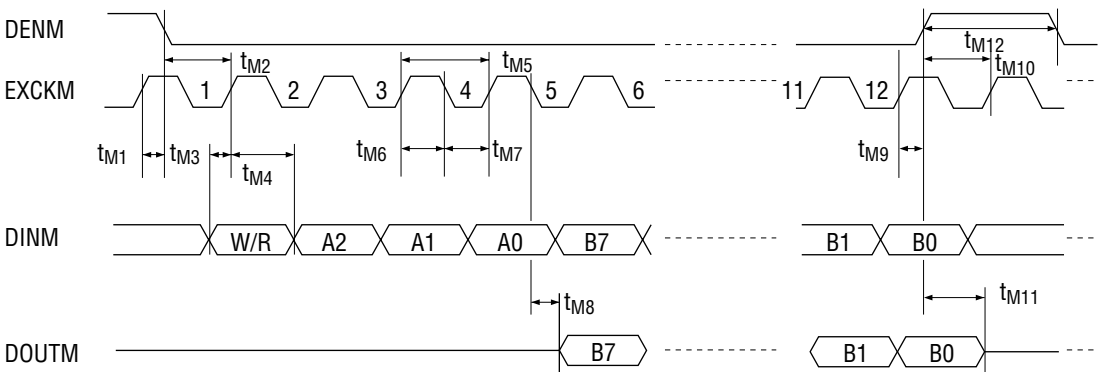 DENM
tM12
tM2
tM5
tM10
EXCKM
1 2 3 4 5 6 11 12
tM1 tM3 tM6 tM7 tM9
tM4
DINM
W/R A2 A1 A0 B7 B1 B0
tM8
tM11
DOUTM
B7 B1 B0